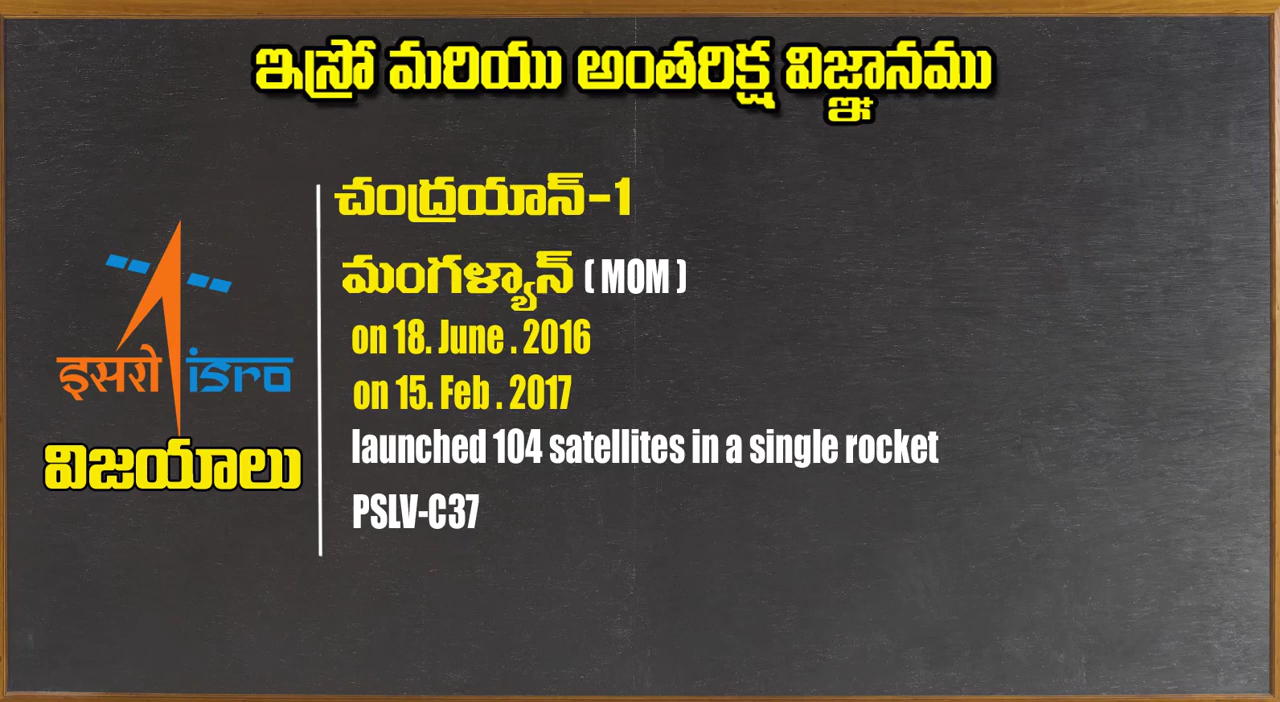 ఇస్రో మరియు అంతరిక్ష విజ్ఞానము
इसरो isro
విజయాలు
చంద్రయాన్-1
మంగళ్యాన్ ( MOM )
on 18. June . 2016
on 15. Feb . 2017
launched 104 satellites in a single rocket
PSLV-C37